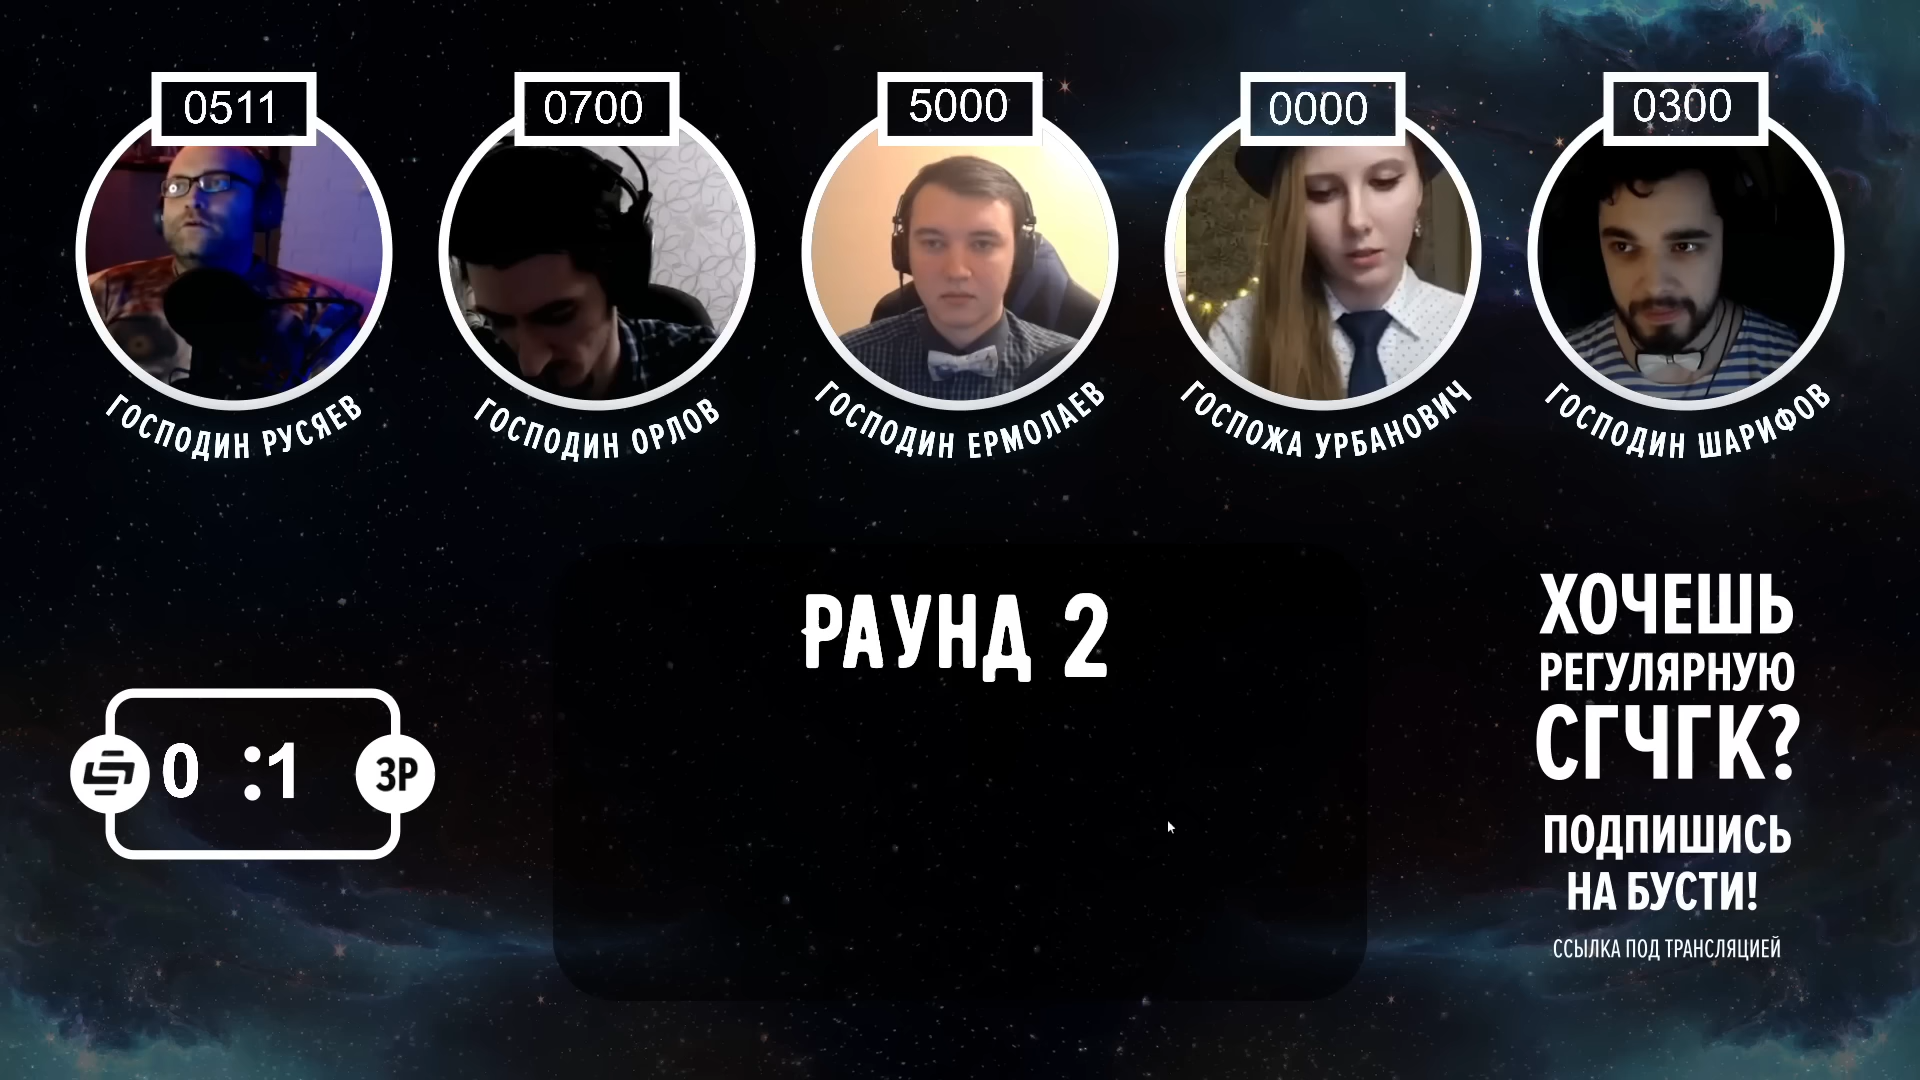 0511
0700
5000
0000
0300
ГОСПОДИН РУСЯЕВ
ГОСПОДИН ОРЛОВ
ГОСПОДИН ЕРМОЛАЕВ
ГОСПОЖА УРБАНОВИЧ
ГОСПОДИН ШАРИФОВ
РАУНД 2
0 :1
ЗР
ХОЧЕШЬ
РЕГУЛЯРНУЮ
СГЧГК?
ПОДПИШИСЬ
НА БУСТИ!
ССЫЛКА ПОД ТРАНСЛЯЦИЕЙ